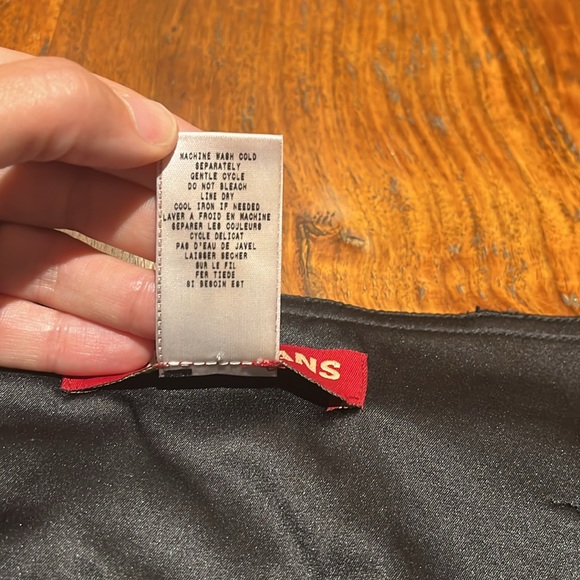 MACHINE WASH COLD
SEPARATELY
GENTLE CYCLE
DO NOT BLEACH
LINE DRY
COOL IRON IF NEEDED
LAVER A FROID EN MACHINE
SEPARER LES COULEURS
CYCLE DELICAT
PAS D'EAU DE JAVEL
LAISSER SECHER
SUR LE FIL
FER TIEDE
SI BESOIN EST
ANS